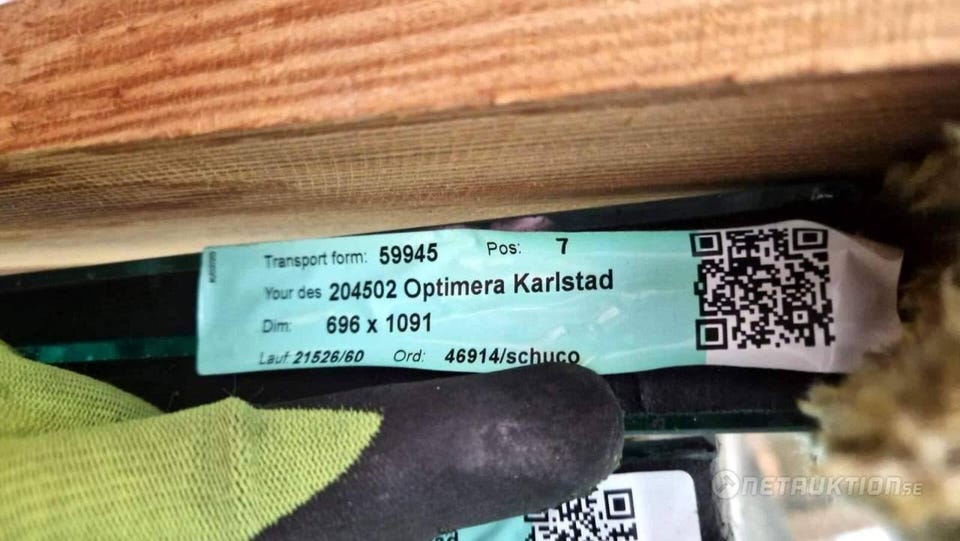 Transport form: 59945 Pos: 7
Your des 204502 Optimera Karlstad
Dim: 696 x 1091
Lauf: 21526/60 Ord: 46914/schuco
NETRUKTION.SE